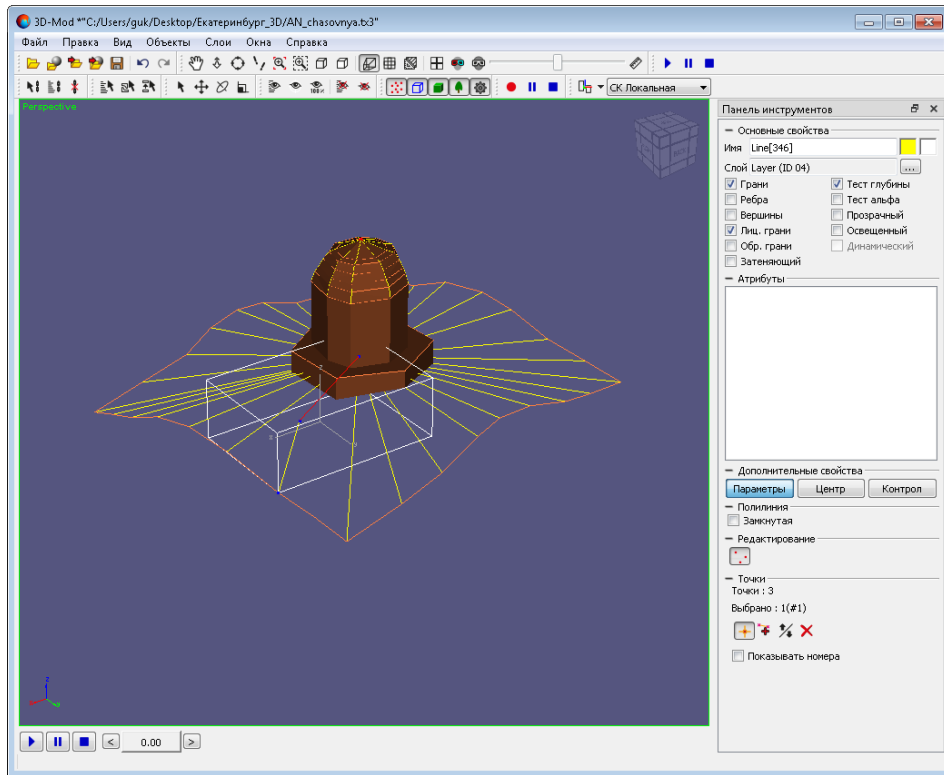 3D-Mod *"C:/Users/guk/Desktop/Екатеринбург_3D/AN_chasovnya.tx3"
Файл Правка Вид Объекты Слои Окна Справка
100%
СК Локальная
Perspective
Панель инструментов
Основные свойства
Имя Line[346]
Слой Layer (ID 04) ...
Грани Тест глубины
Ребра Тест альфа
Вершины Прозрачный
Лиц. грани Освещенный
Обр. грани Динамический
Затеняющий
Атрибуты
Дополнительные свойства
Параметры Центр Контрол
Полилиния
Замкнутая
Редактирование
Точки
Точки : 3
Выбрано : 1(#1)
Показывать номера
z
< 0.00 >